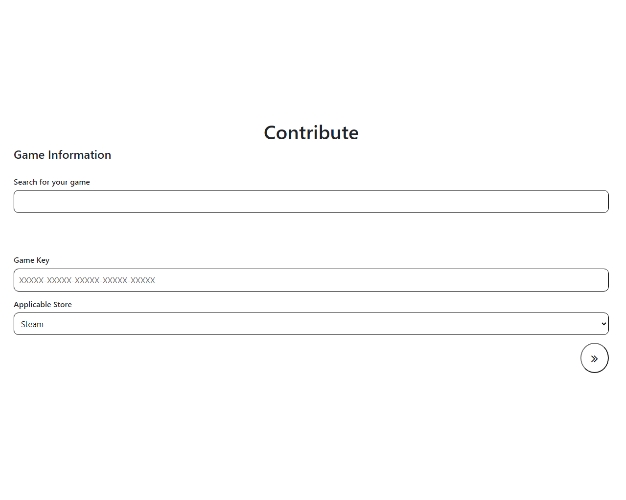 Contribute
Game Information
Search for your game
Game Key
XXXXX-XXXXX-XXXXX-XXXXX-XXXXX
Applicable Store
Steam
»